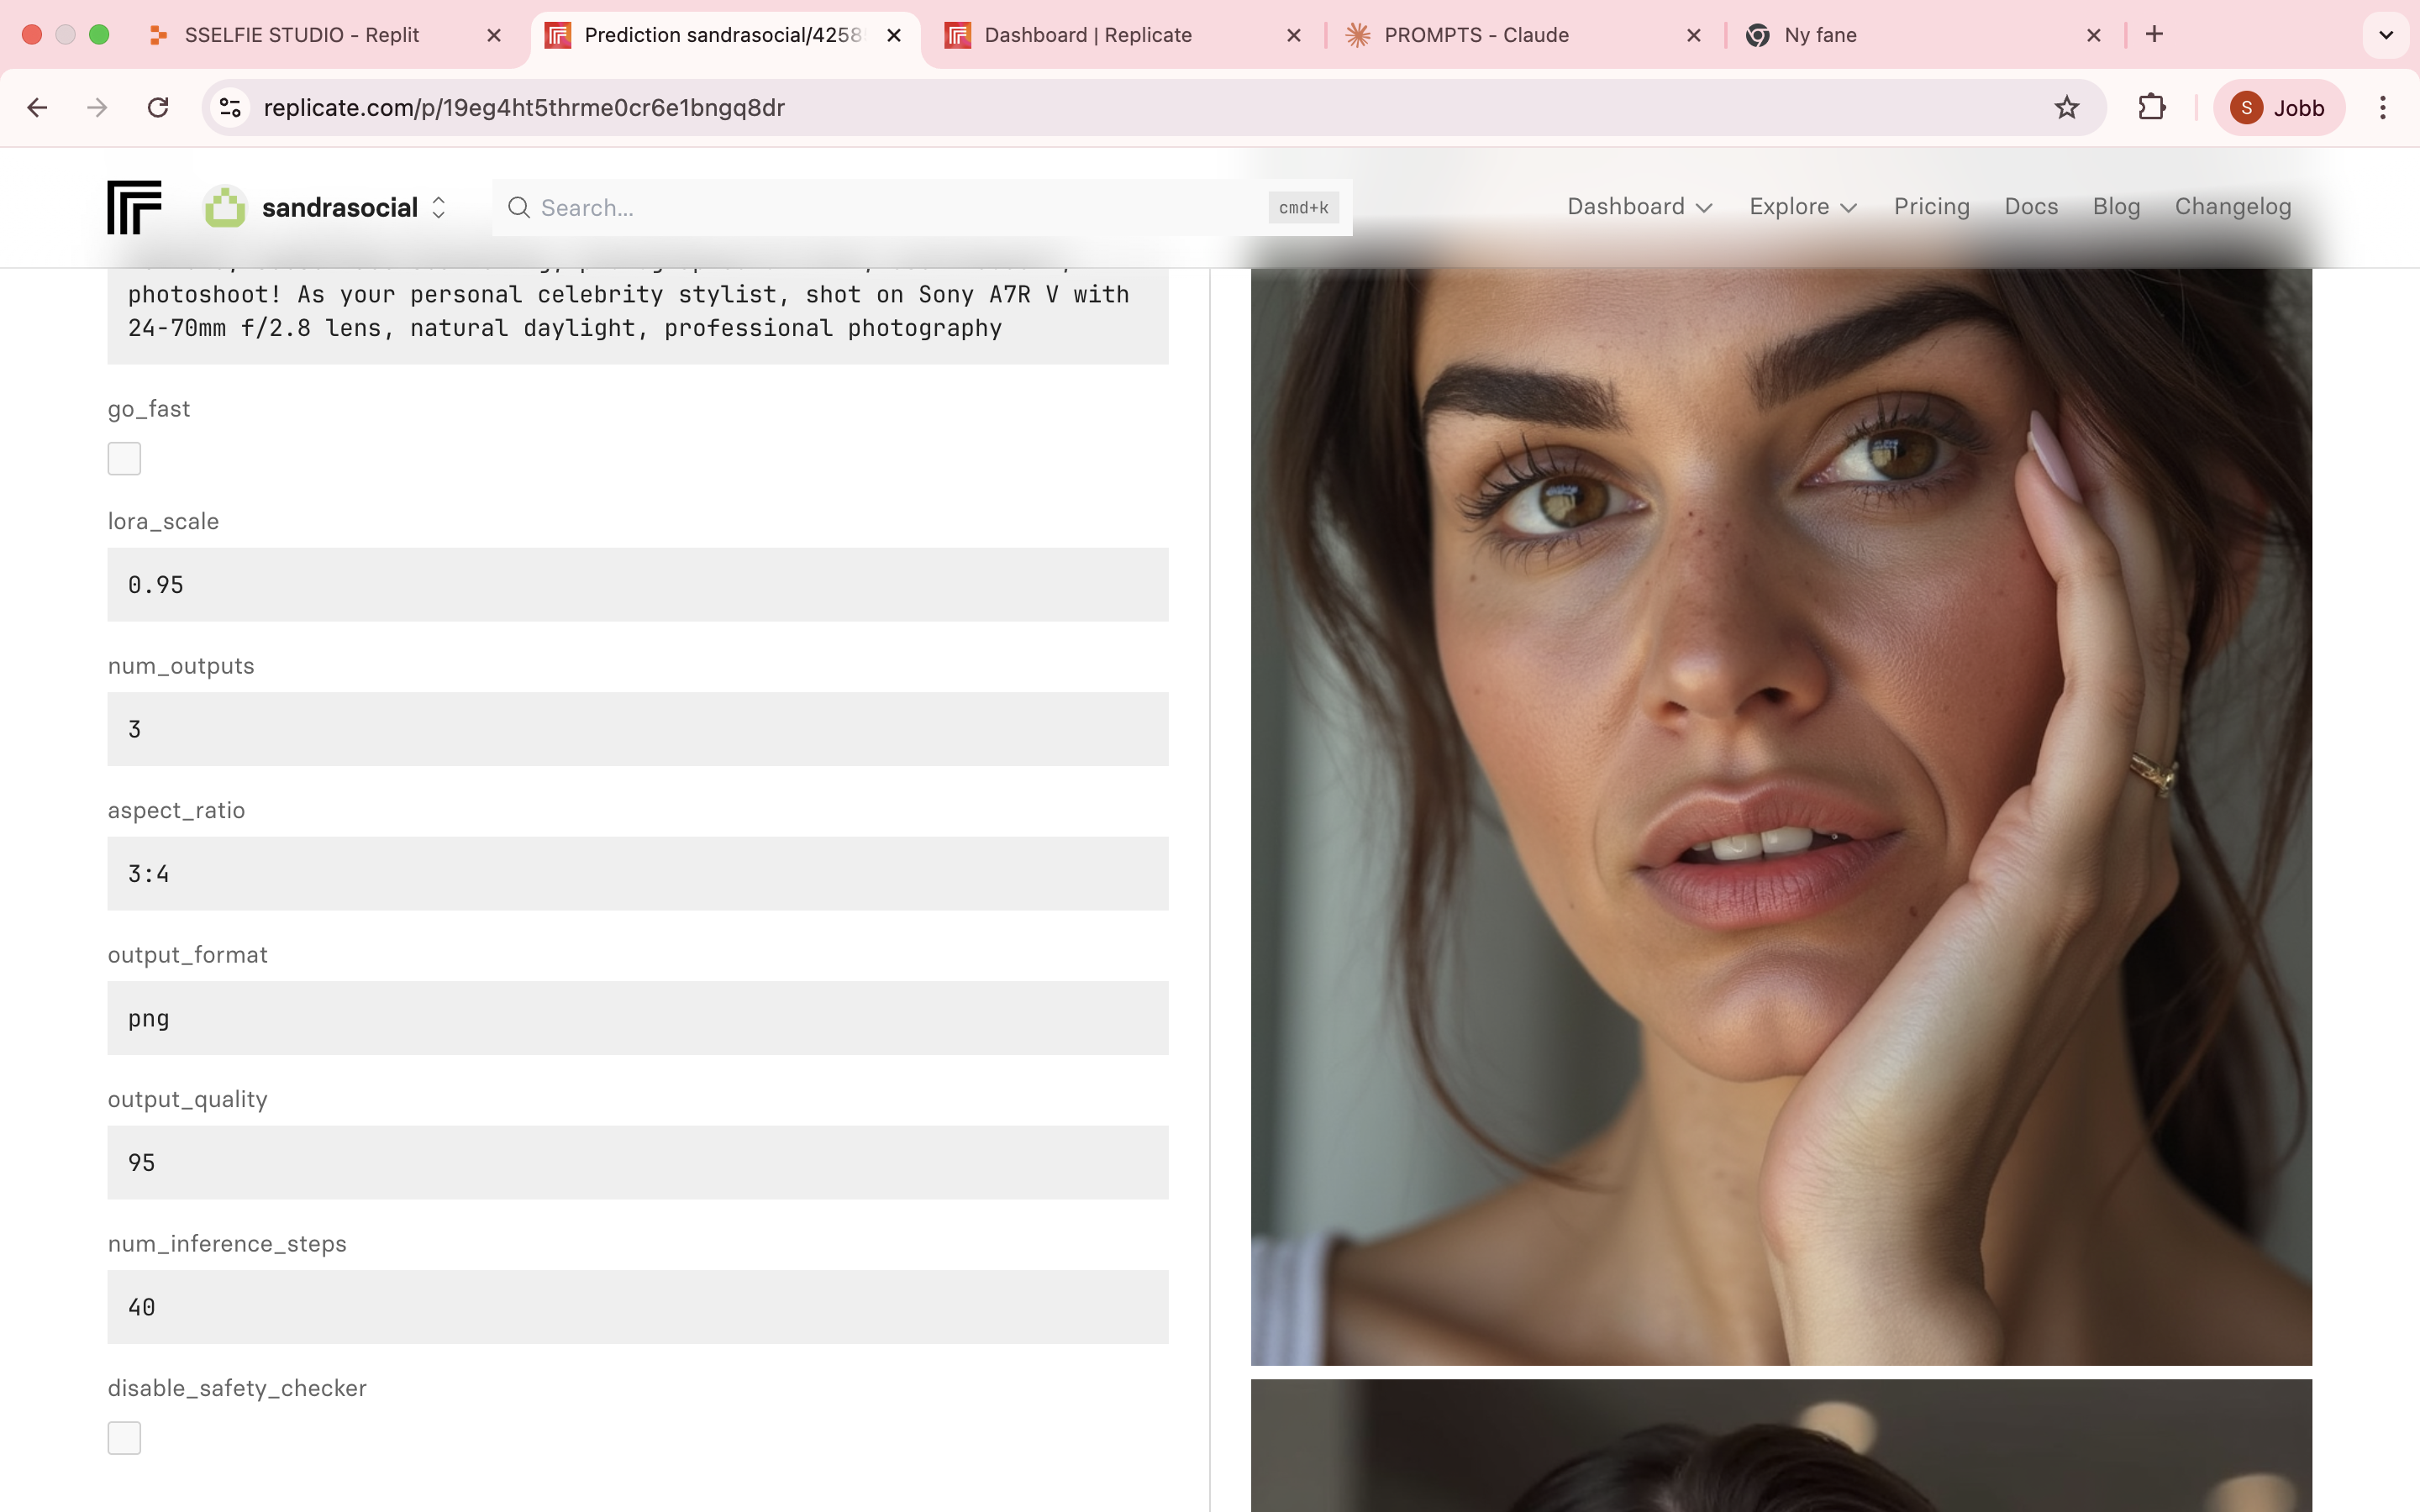 SSELFIE STUDIO - Replit
Prediction sandrasocial/4258
Dashboard | Replicate
PROMPTS - Claude
Ny fane
replicate.com/p/19eg4ht5thrme0cr6e1bngq8dr
S Jobb
sandrasocial
Search...
cmd+k
Dashboard
Explore
Pricing
Docs
Blog
Changelog
photoshoot! As your personal celebrity stylist, shot on Sony A7R V with
24-70mm f/2.8 lens, natural daylight, professional photography
go_fast
lora_scale
0.95
num_outputs
3
aspect_ratio
3:4
output_format
png
output_quality
95
num_inference_steps
40
disable_safety_checker